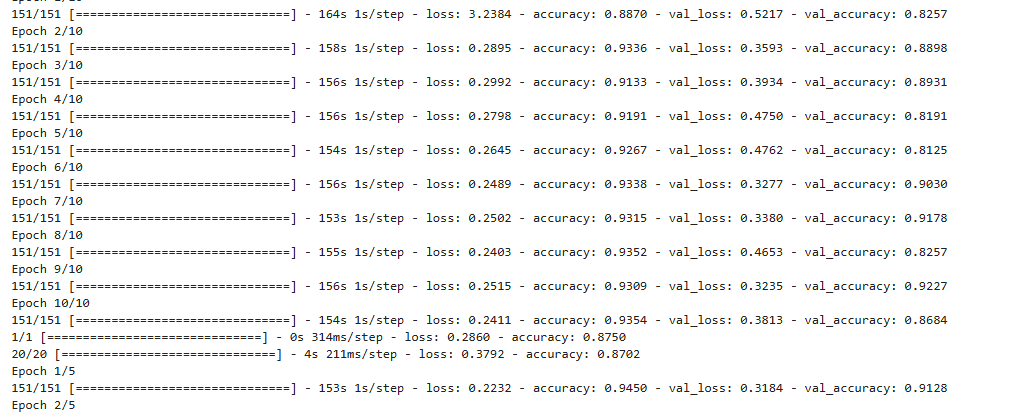 151/151 [==============================] - 164s 1s/step - loss: 3.2384 - accuracy: 0.8870 - val_loss: 0.5217 - val_accuracy: 0.8257
Epoch 2/10
151/151 [==============================] - 158s 1s/step - loss: 0.2895 - accuracy: 0.9336 - val_loss: 0.3593 - val_accuracy: 0.8898
Epoch 3/10
151/151 [==============================] - 156s 1s/step - loss: 0.2992 - accuracy: 0.9133 - val_loss: 0.3934 - val_accuracy: 0.8931
Epoch 4/10
151/151 [==============================] - 156s 1s/step - loss: 0.2798 - accuracy: 0.9191 - val_loss: 0.4750 - val_accuracy: 0.8191
Epoch 5/10
151/151 [==============================] - 154s 1s/step - loss: 0.2645 - accuracy: 0.9267 - val_loss: 0.4762 - val_accuracy: 0.8125
Epoch 6/10
151/151 [==============================] - 156s 1s/step - loss: 0.2489 - accuracy: 0.9338 - val_loss: 0.3277 - val_accuracy: 0.9030
Epoch 7/10
151/151 [==============================] - 153s 1s/step - loss: 0.2502 - accuracy: 0.9315 - val_loss: 0.3380 - val_accuracy: 0.9178
Epoch 8/10
151/151 [==============================] - 155s 1s/step - loss: 0.2403 - accuracy: 0.9352 - val_loss: 0.4653 - val_accuracy: 0.8257
Epoch 9/10
151/151 [==============================] - 156s 1s/step - loss: 0.2515 - accuracy: 0.9309 - val_loss: 0.3235 - val_accuracy: 0.9227
Epoch 10/10
151/151 [==============================] - 154s 1s/step - loss: 0.2411 - accuracy: 0.9354 - val_loss: 0.3813 - val_accuracy: 0.8684
1/1 [==============================] - 0s 314ms/step - loss: 0.2860 - accuracy: 0.8750
20/20 [==============================] - 4s 211ms/step - loss: 0.3792 - accuracy: 0.8702
Epoch 1/5
151/151 [==============================] - 153s 1s/step - loss: 0.2232 - accuracy: 0.9450 - val_loss: 0.3184 - val_accuracy: 0.9128
Epoch 2/5